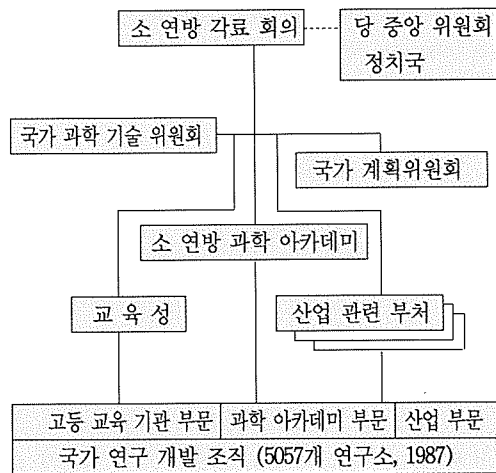 소 연방 각료 회의
당 중앙 위원회
정치국
국가 과학 기술 위원회
국가 계획위원회
소 연방 과학 아카데미
교 육 성
산업 관련 부처
고등 교육 기관 부문
과학 아카데미 부문
산업 부문
국가 연구 개발 조직 (5057개 연구소, 1987)